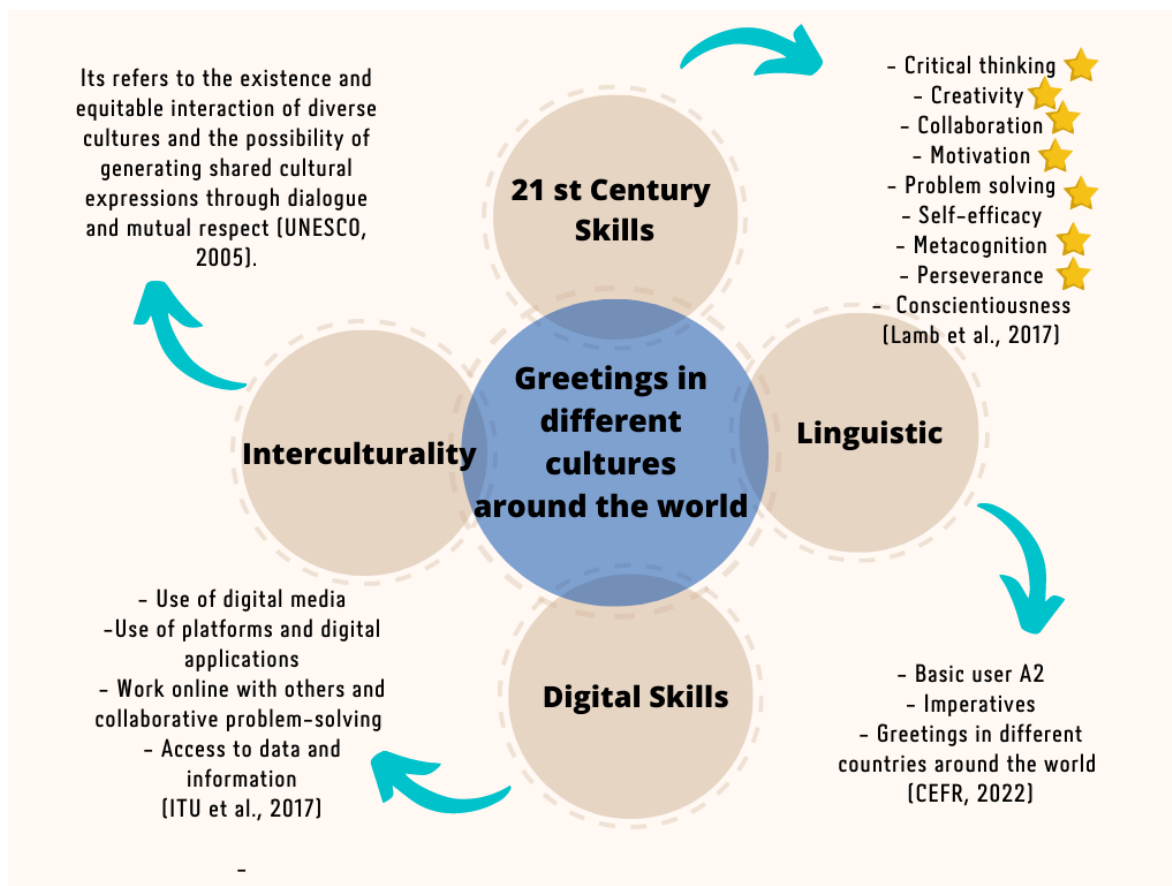 Its refers to the existence and
equitable interaction of diverse
cultures and the possibility of
generating shared cultural
expressions through dialogue
and mutual respect (UNESCO,
2005).
21 st Century
Skills
- Critical thinking
- Creativity
- Collaboration
- Motivation
- Problem solving
- Self-efficacy
- Metacognition
- Perseverance
- Conscientiousness
(Lamb et al., 2017)
Interculturality
Greetings in
different
cultures
around the world
Linguistic
- Use of digital media
-Use of platforms and digital
applications
- Work online with others and
collaborative problem-solving
- Access to data and
information
(ITU et al., 2017)
-
Digital Skills
- Basic user A2
- Imperatives
- Greetings in different
countries around the world
(CEFR, 2022)